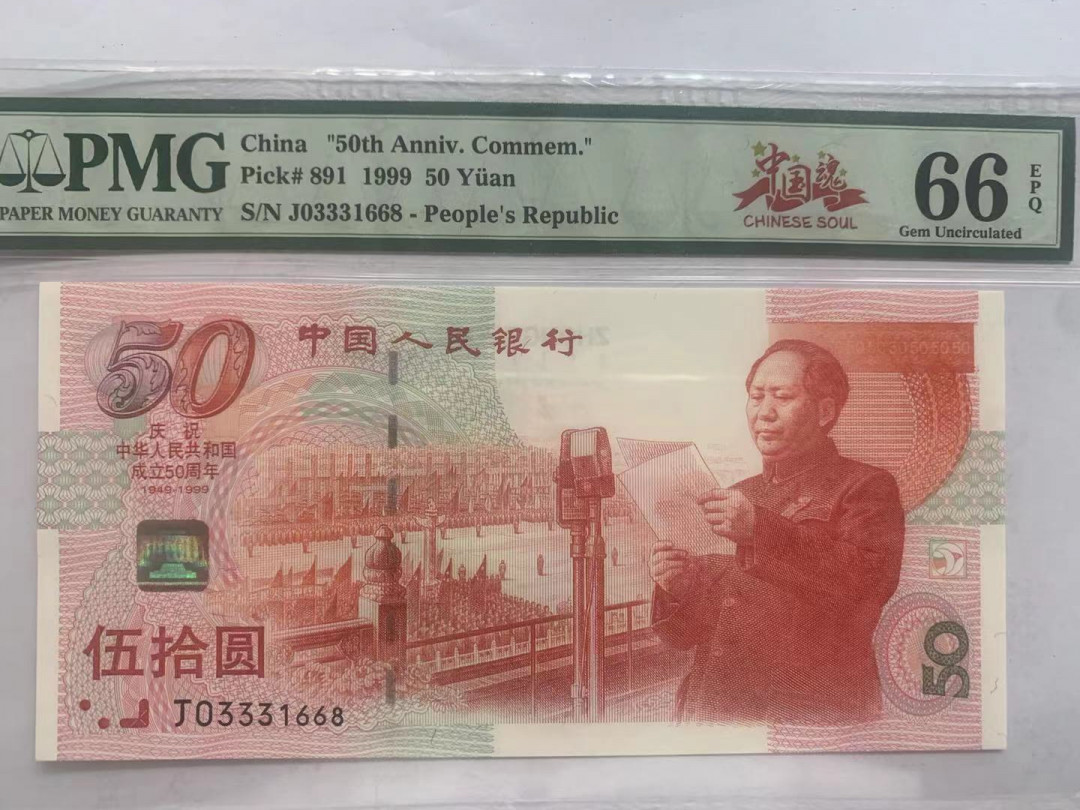 PMG
PAPER MONEY GUARANTY
China "50th Anniv. Commem."
Pick# 891 1999 50 Yüan
S/N J03331668 - People's Republic
中国魂
CHINESE SOUL
66
EPQ
Gem Uncirculated
50
中国人民银行
庆祝
中华人民共和国
成立50周年
1949-1999
伍拾圆
J03331668
50